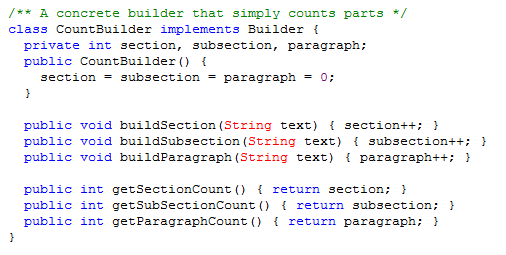 /** A concrete builder that simply counts parts */
class CountBuilder implements Builder {
  private int section, subsection, paragraph;
  public CountBuilder() {
    section = subsection = paragraph = 0;
  }

  public void buildSection(String text) { section++; }
  public void buildSubsection(String text) { subsection++; }
  public void buildParagraph(String text) { paragraph++; }

  public int getSectionCount() { return section; }
  public int getSubSectionCount() { return subsection; }
  public int getParagraphCount() { return paragraph; }
}